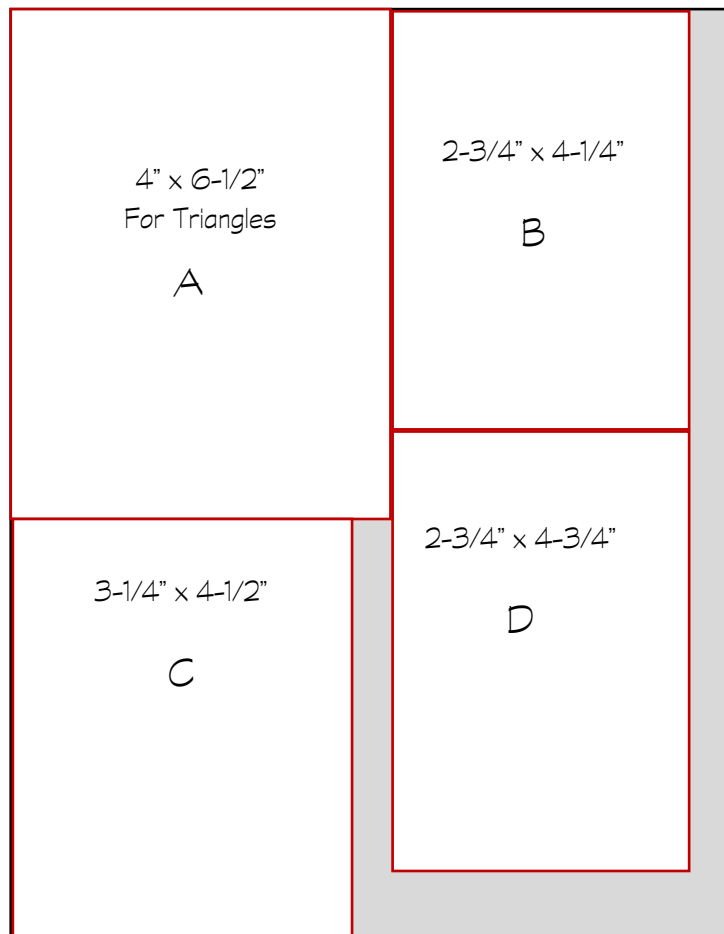 4” x 6-1/2”
For Triangles
A
2-3/4” x 4-1/4”
B
3-1/4” x 4-1/2”
C
2-3/4” x 4-3/4”
D